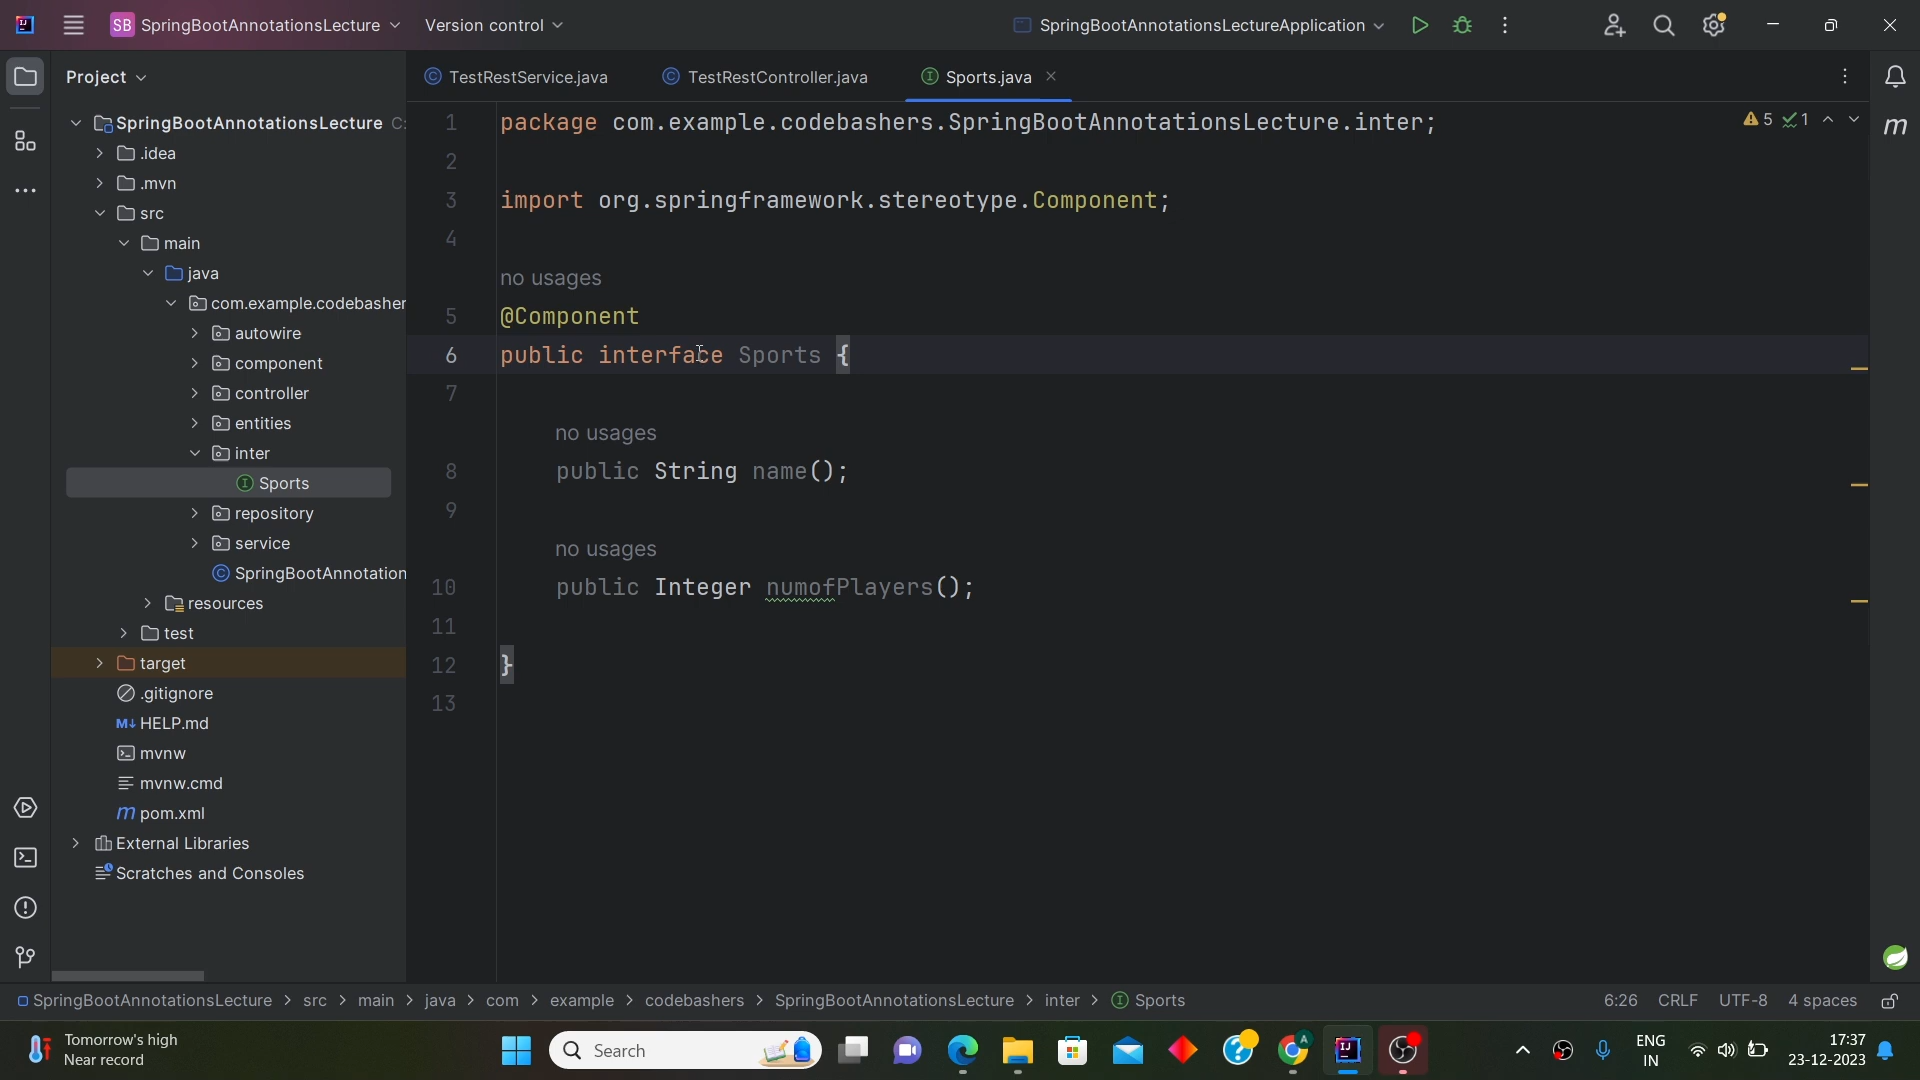 SB SpringBootAnnotationsLecture Version control SpringBootAnnotationsLectureApplication
Project
TestRestService.java TestRestController.java Sports.java
SpringBootAnnotationsLecture C:
.idea
.mvn
src
main
java
com.example.codebasher
autowire
component
controller
entities
inter
Sports
repository
service
SpringBootAnnotation
resources
test
target
.gitignore
HELP.md
mvnw
mvnw.cmd
pom.xml
External Libraries
Scratches and Consoles
1 package com.example.codebashers.SpringBootAnnotationsLecture.inter;
2
3 import org.springframework.stereotype.Component;
4
no usages
5 @Component
6 public interface Sports {
7
no usages
8 public String name();
9
no usages
10 public Integer numofPlayers();
11
12 }
13
5 1
SpringBootAnnotationsLecture > src > main > java > com > example > codebashers > SpringBootAnnotationsLecture > inter > Sports
6:26 CRLF UTF-8 4 spaces
Tomorrow's high
Near record
Search
ENG
IN
17:37
23-12-2023